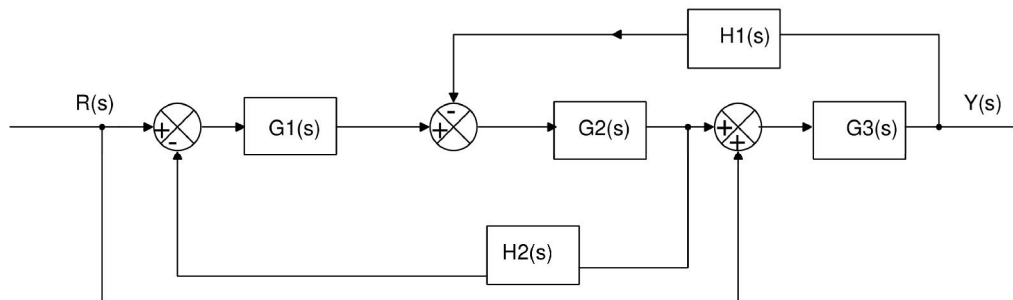 H1(s)
R(s)
Y(s)
-
+
G1(s)
+
G2(s)
+
G3(s)
-
+
H2(s)